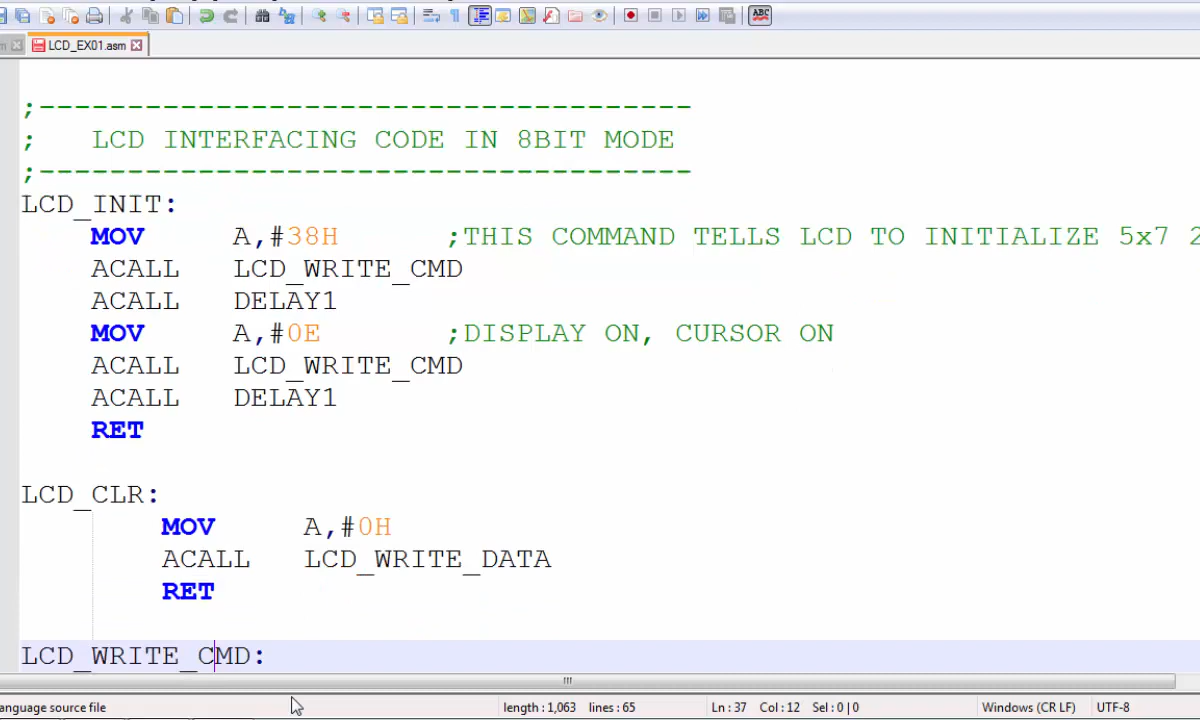 ABC
m
LCD_EX01.asm
;-------------------------------------
; LCD INTERFACING CODE IN 8BIT MODE
;-------------------------------------
LCD_INIT:
MOV A,#38H ;THIS COMMAND TELLS LCD TO INITIALIZE 5x7 2
ACALL LCD_WRITE_CMD
ACALL DELAY1
MOV A,#0E ;DISPLAY ON, CURSOR ON
ACALL LCD_WRITE_CMD
ACALL DELAY1
RET
LCD_CLR:
MOV A,#0H
ACALL LCD_WRITE_DATA
RET
LCD_WRITE_CMD:
anguage source file length : 1,063 lines : 65 Ln : 37 Col : 12 Sel : 0 | 0 Windows (CR LF) UTF-8